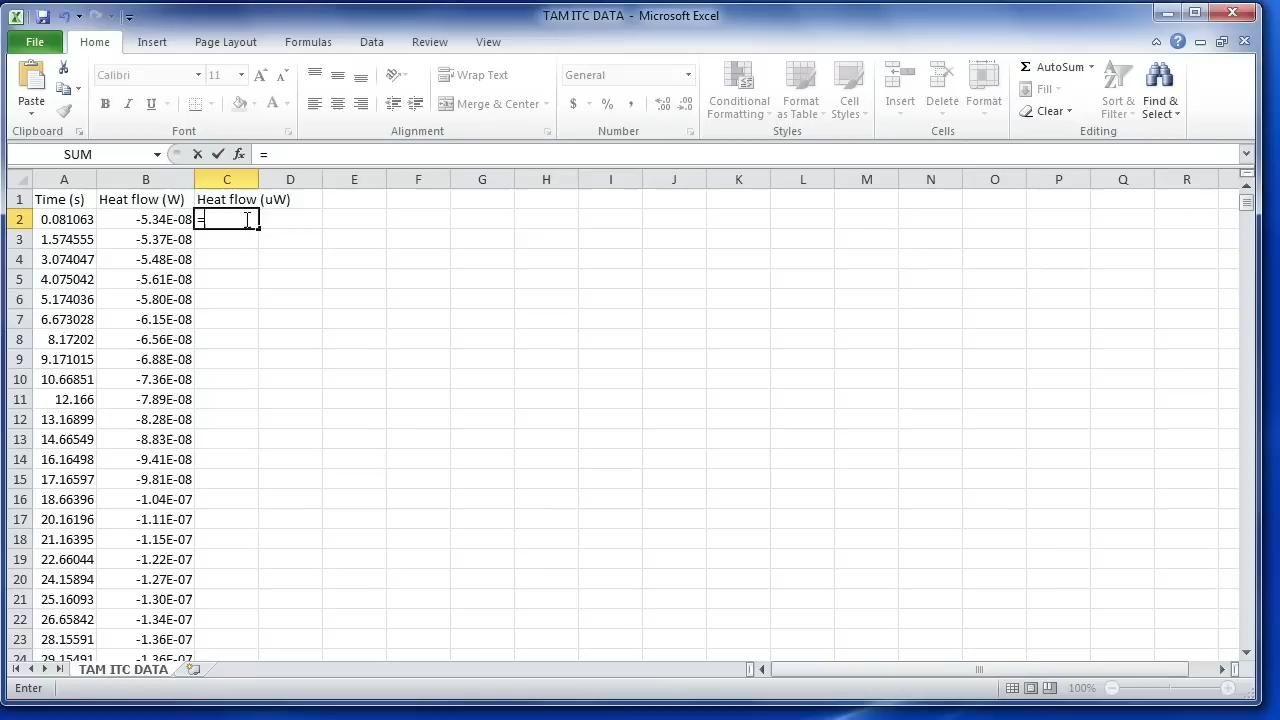 TAM ITC DATA - Microsoft Excel
File Home Insert Page Layout Formulas Data Review View
Paste
Calibri 11
B I U
Wrap Text
Merge & Center
General
$ % ,
Conditional Formatting
Format as Table
Cell Styles
Insert
Delete
Format
Σ AutoSum
Fill
Clear
Sort & Filter
Find & Select
Clipboard Font Alignment Number Styles Cells Editing
SUM fx =
A B C D E F G H I J K L M N O P Q R
1 Time (s) Heat flow (W) Heat flow (uW)
2 0.081063 -5.34E-08 =
3 1.574555 -5.37E-08
4 3.074047 -5.48E-08
5 4.075042 -5.61E-08
6 5.174036 -5.80E-08
7 6.673028 -6.15E-08
8 8.17202 -6.56E-08
9 9.171015 -6.88E-08
10 10.66851 -7.36E-08
11 12.166 -7.89E-08
12 13.16899 -8.28E-08
13 14.66549 -8.83E-08
14 16.16498 -9.41E-08
15 17.16597 -9.81E-08
16 18.66396 -1.04E-07
17 20.16196 -1.11E-07
18 21.16395 -1.15E-07
19 22.66044 -1.22E-07
20 24.15894 -1.27E-07
21 25.16093 -1.30E-07
22 26.65842 -1.34E-07
23 28.15591 -1.36E-07
24 29.15491 -1.36E-07
TAM ITC DATA
Enter 100%